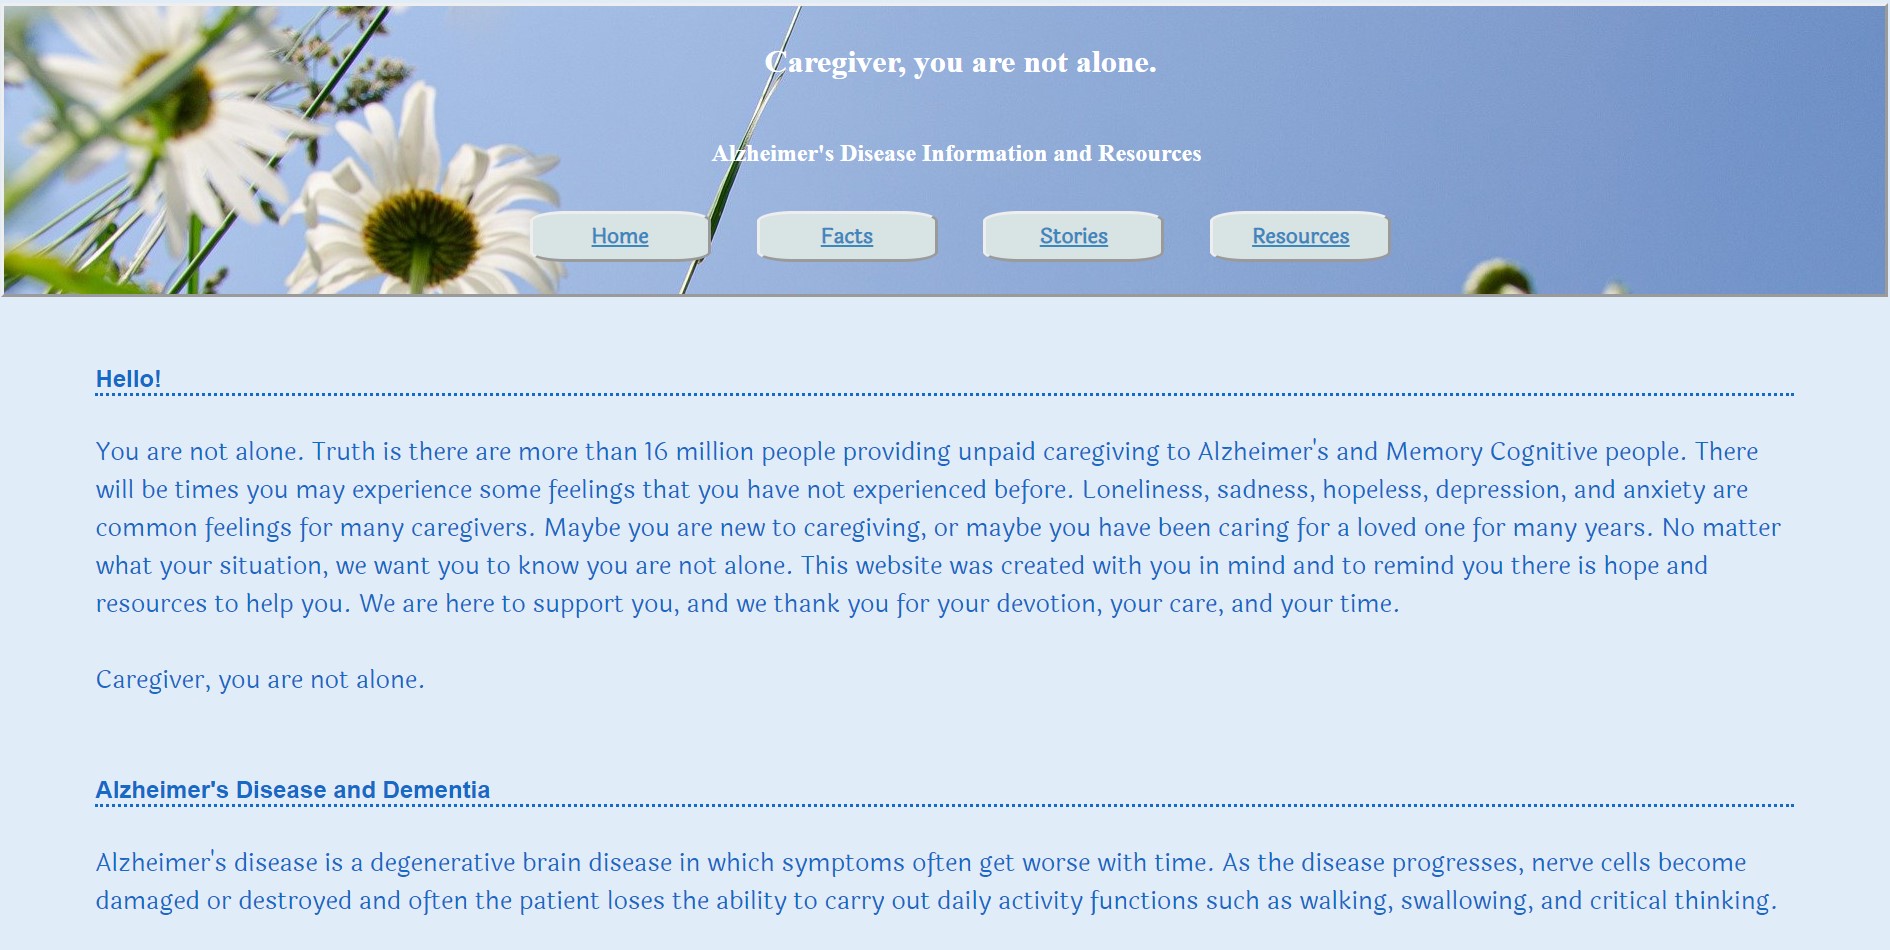 Caregiver, you are not alone.
Alzheimer's Disease Information and Resources
Home Facts Stories Resources
Hello!
You are not alone. Truth is there are more than 16 million people providing unpaid caregiving to Alzheimer's and Memory Cognitive people. There
will be times you may experience some feelings that you have not experienced before. Loneliness, sadness, hopeless, depression, and anxiety are
common feelings for many caregivers. Maybe you are new to caregiving, or maybe you have been caring for a loved one for many years. No matter
what your situation, we want you to know you are not alone. This website was created with you in mind and to remind you there is hope and
resources to help you. We are here to support you, and we thank you for your devotion, your care, and your time.
Caregiver, you are not alone.
Alzheimer's Disease and Dementia
Alzheimer's disease is a degenerative brain disease in which symptoms often get worse with time. As the disease progresses, nerve cells become
damaged or destroyed and often the patient loses the ability to carry out daily activity functions such as walking, swallowing, and critical thinking.